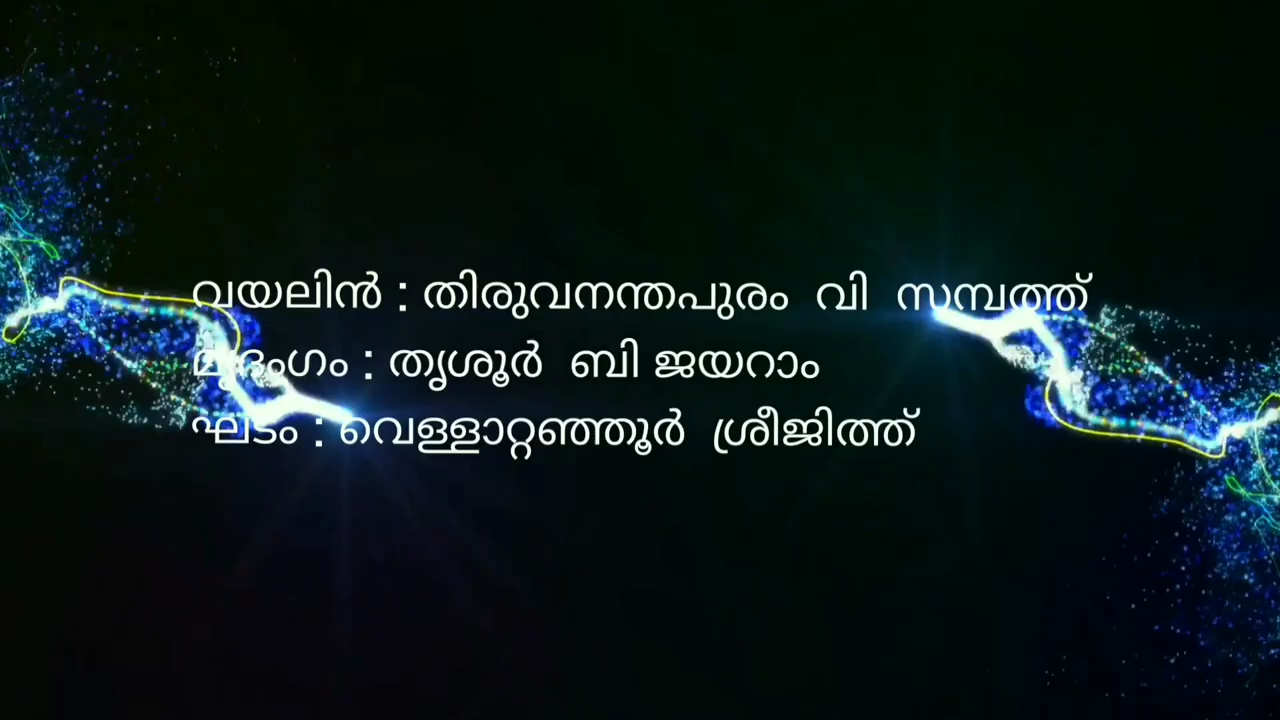 വയലിൻ : തിരുവനന്തപുരം വി സമ്പത്ത്
മൃദംഗം : തൃശൂർ ബി ജയറാം
ഘടം : വെള്ളാറ്റഞ്ഞൂർ ശ്രീജിത്ത്